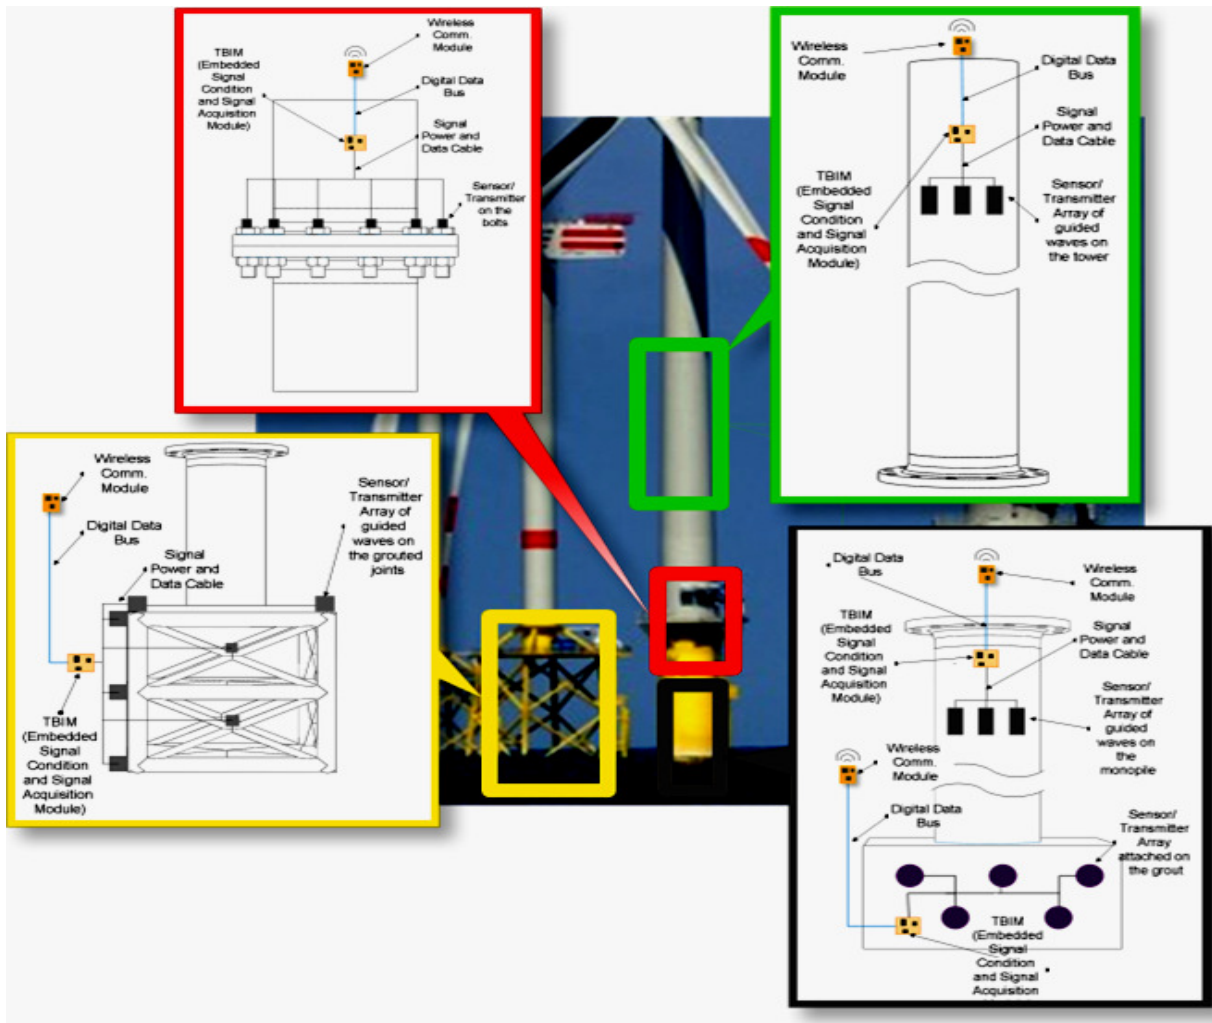 Wireless
Comm.
Module
TBIM
(Embedded
Signal
Condition
and Signal
Acquisition
Module)
Digital Data
Bus
Signal
Power and
Data Cable
Sensor/
Transmitter
on the
bolts
Wireless
Comm.
Module
Digital Data
Bus
Signal
Power and
Data Cable
TBIM
(Embedded
Signal
Condition
and Signal
Acquisition
Module)
Sensor/
Transmitter
Array of
guided
waves on
the tower
Wireless
Comm.
Module
Digital Data
Bus
Signal
Power and
Data Cable
Sensor/
Transmitter
Array of
guided
waves on
the grouted
joints
TBIM
(Embedded
Signal
Condition
and Signal
Acquisition
Module)
Digital Data
Bus
Wireless
Comm.
Module
TBIM
(Embedded
Signal
Condition
and Signal
Acquisition
Module)
Signal
Power and
Data Cable
Sensor/
Transmitter
Array of
guided
waves on
the
monopile
Wireless
Comm.
Module
Digital Data
Bus
Sensor/
Transmitter
Array
attached on
the grout
TBIM
(Embedded
Signal
Condition
and Signal
Acquisition